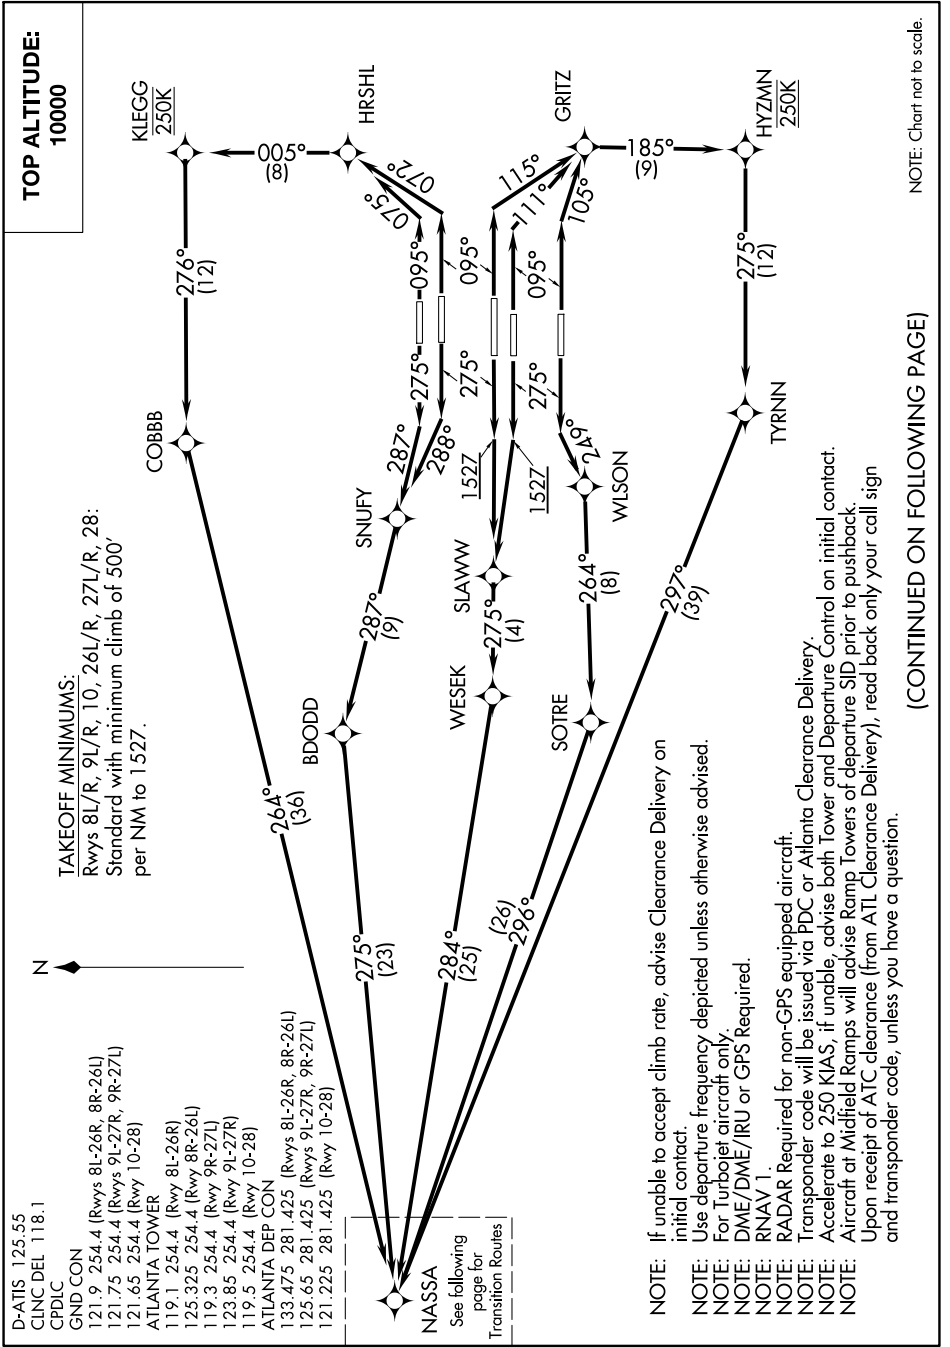 TOP ALTITUDE:
10000
D-ATIS 125.55
CLNC DEL 118.1
CPDLC
GND CON
121.9 254.4 (Rwys 8L-26R, 8R-26L)
121.75 254.4 (Rwys 9L-27R, 9R-27L)
121.65 254.4 (Rwy 10-28)
ATLANTA TOWER
119.1 254.4 (Rwy 8L-26R)
125.325 254.4 (Rwy 8R-26L)
119.3 254.4 (Rwy 9R-27L)
123.85 254.4 (Rwy 9L-27R)
119.5 254.4 (Rwy 10-28)
ATLANTA DEP CON
133.475 281.425 (Rwys 8L-26R, 8R-26L)
125.65 281.425 (Rwys 9L-27R, 9R-27L)
121.225 281.425 (Rwy 10-28)
N
TAKEOFF MINIMUMS:
Rwys 8L/R, 9L/R, 10, 26L/R, 27L/R, 28:
Standard with minimum climb of 500'
per NM to 1527.
KLEGG
250K
276°
(12)
COBBB
264°
(36)
005°
(8)
HRSHL
072°
075°
095°
275°
287°
288°
SNUFY
287°
(9)
BDODD
275°
(23)
095°
275°
1527
SLAWW
275°
(4)
WESEK
284°
(25)
GRITZ
115°
111°
105°
095°
275°
1527
249°
WLSON
264°
(8)
SOTRE
(26)
296°
185°
(9)
HYZMN
250K
275°
(12)
TYRNN
297°
(39)
NASSA
See following
page for
Transition Routes
NOTE: Chart not to scale.
NOTE: If unable to accept climb rate, advise Clearance Delivery on
initial contact.
NOTE: Use departure frequency depicted unless otherwise advised.
NOTE: For Turbojet aircraft only.
NOTE: DME/DME/IRU or GPS Required.
NOTE: RNAV 1.
NOTE: RADAR Required for non-GPS equipped aircraft.
NOTE: Transponder code will be issued via PDC or Atlanta Clearance Delivery.
NOTE: Accelerate to 250 KIAS, if unable, advise both Tower and Departure Control on initial contact.
NOTE: Aircraft at Midfield Ramps will advise Ramp Towers of departure SID prior to pushback.
Upon receipt of ATC clearance (from ATL Clearance Delivery), read back only your call sign
and transponder code, unless you have a question.
(CONTINUED ON FOLLOWING PAGE)